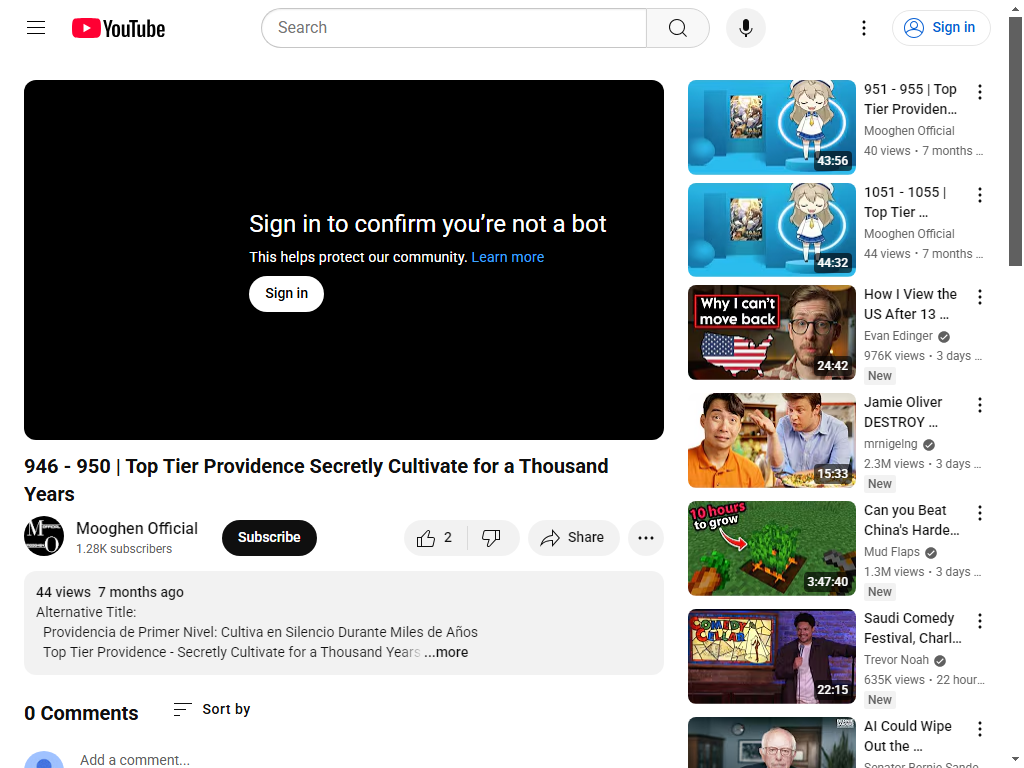 YouTube
Search
Sign in
Sign in to confirm you're not a bot
This helps protect our community. Learn more
Sign in
946 - 950 | Top Tier Providence Secretly Cultivate for a Thousand
Years
Mooghen Official
1.28K subscribers
Subscribe
2
Share
44 views 7 months ago
Alternative Title:
Providencia de Primer Nivel: Cultiva en Silencio Durante Miles de Años
Top Tier Providence - Secretly Cultivate for a Thousand Years ...more
0 Comments
Sort by
Add a comment...
43:56
951 - 955 | Top
Tier Providen...
Mooghen Official
40 views • 7 months ...
44:32
1051 - 1055 |
Top Tier ...
Mooghen Official
44 views • 7 months ...
Why I can't
move back
24:42
How I View the
US After 13 ...
Evan Edinger
976K views • 3 days ...
New
15:33
Jamie Oliver
DESTROY ...
mrnigelng
2.3M views • 3 days ...
New
10 hours
to grow
3:47:40
Can you Beat
China's Harde...
Mud Flaps
1.3M views • 3 days ...
New
COMEDY
CELLAR
22:15
Saudi Comedy
Festival, Charl...
Trevor Noah
635K views • 22 hour...
New
AI Could Wipe
Out the ...
Senator Bernie Sande...